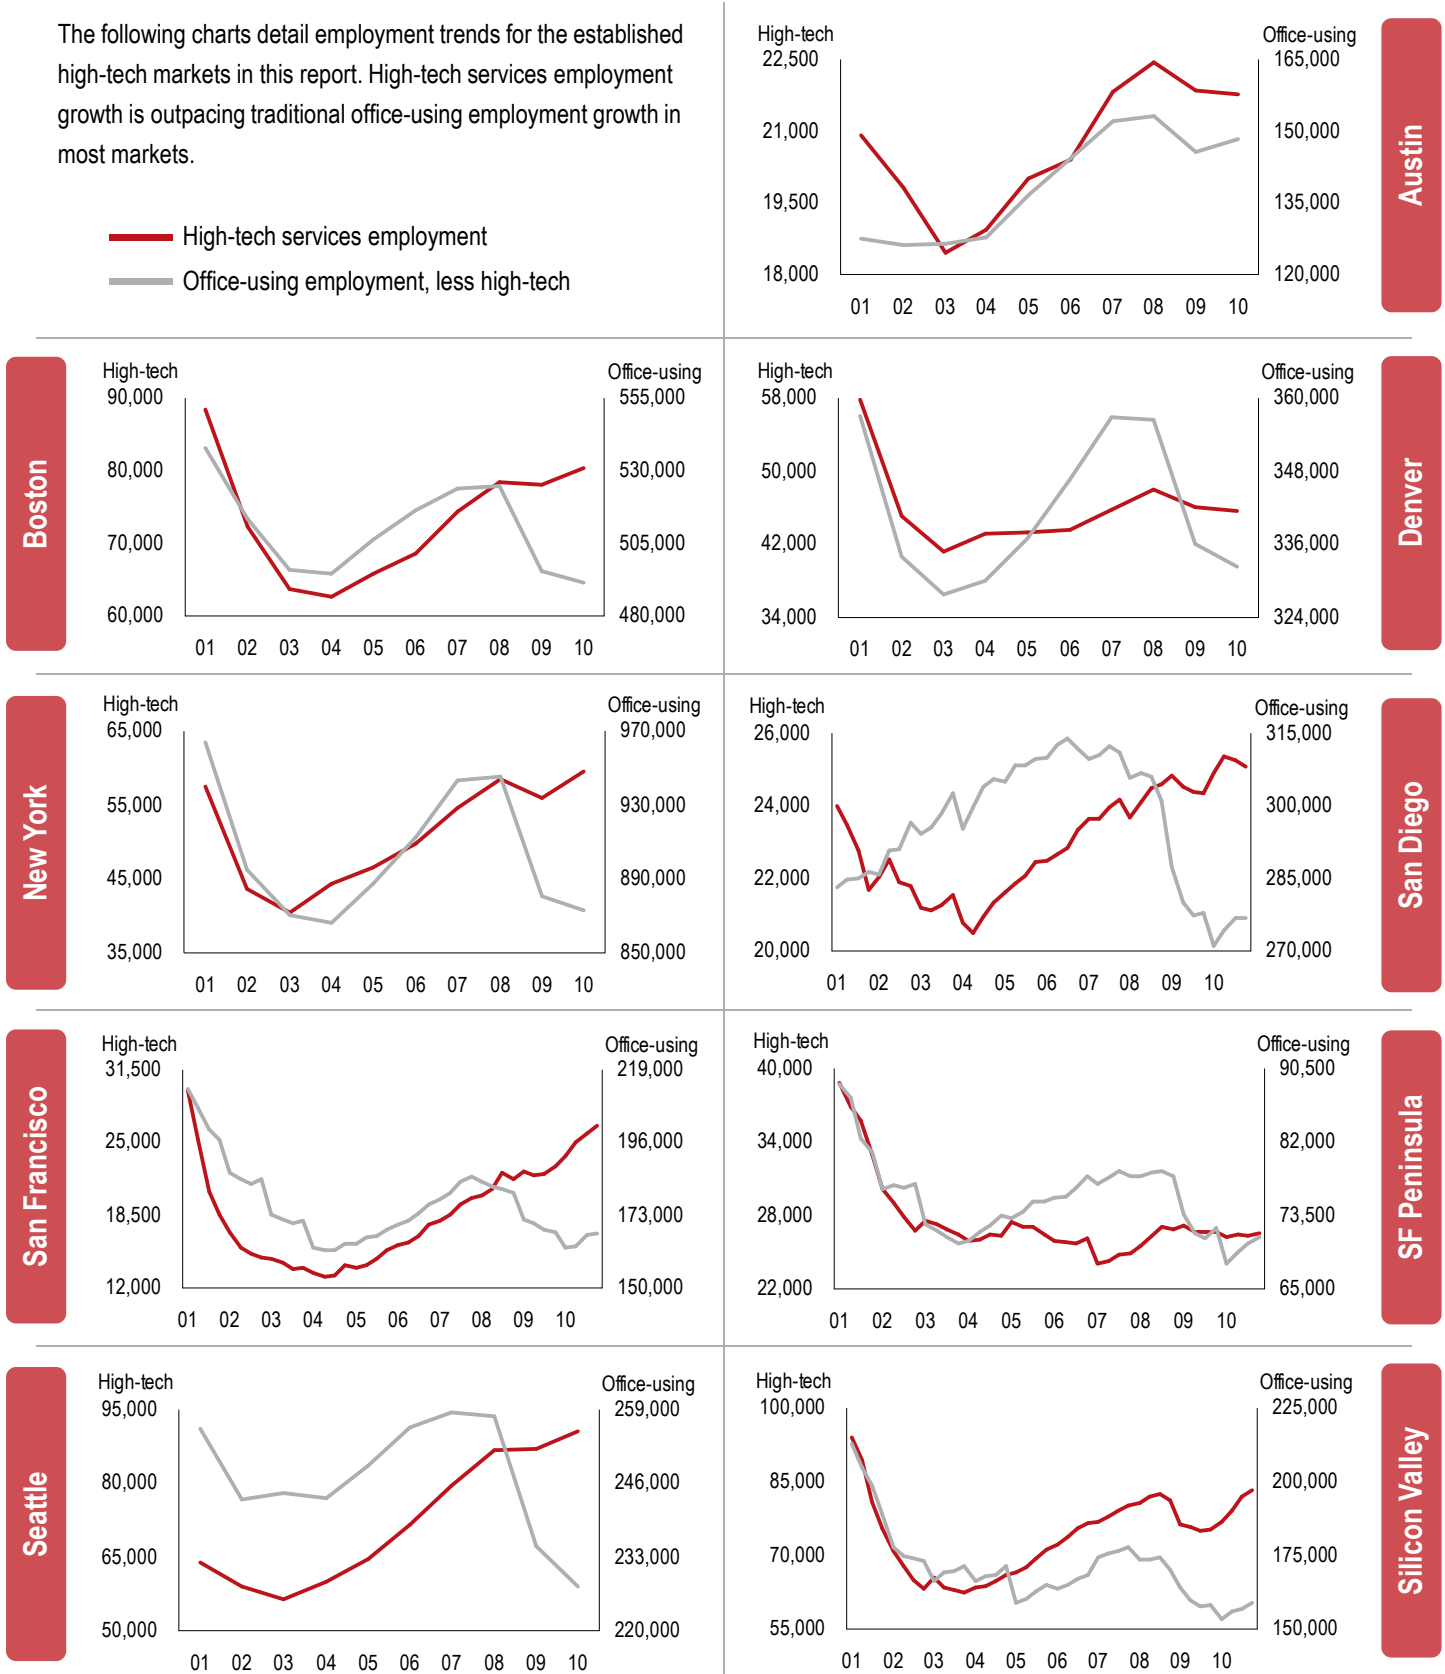 The following charts detail employment trends for the established
high-tech markets in this report. High-tech services employment
growth is outpacing traditional office-using employment growth in
most markets.
High-tech services employment
Office-using employment, less high-tech
Austin
High-tech Office-using
22,500 165,000
21,000 150,000
19,500 135,000
18,000 120,000
01 02 03 04 05 06 07 08 09 10
Boston
High-tech Office-using
90,000 555,000
80,000 530,000
70,000 505,000
60,000 480,000
01 02 03 04 05 06 07 08 09 10
Denver
High-tech Office-using
58,000 360,000
50,000 348,000
42,000 336,000
34,000 324,000
01 02 03 04 05 06 07 08 09 10
New York
High-tech Office-using
65,000 970,000
55,000 930,000
45,000 890,000
35,000 850,000
01 02 03 04 05 06 07 08 09 10
San Diego
High-tech Office-using
26,000 315,000
24,000 300,000
22,000 285,000
20,000 270,000
01 02 03 04 05 06 07 08 09 10
San Francisco
High-tech Office-using
31,500 219,000
25,000 196,000
18,500 173,000
12,000 150,000
01 02 03 04 05 06 07 08 09 10
SF Peninsula
High-tech Office-using
40,000 90,500
34,000 82,000
28,000 73,500
22,000 65,000
01 02 03 04 05 06 07 08 09 10
Seattle
High-tech Office-using
95,000 259,000
80,000 246,000
65,000 233,000
50,000 220,000
01 02 03 04 05 06 07 08 09 10
Silicon Valley
High-tech Office-using
100,000 225,000
85,000 200,000
70,000 175,000
55,000 150,000
01 02 03 04 05 06 07 08 09 10